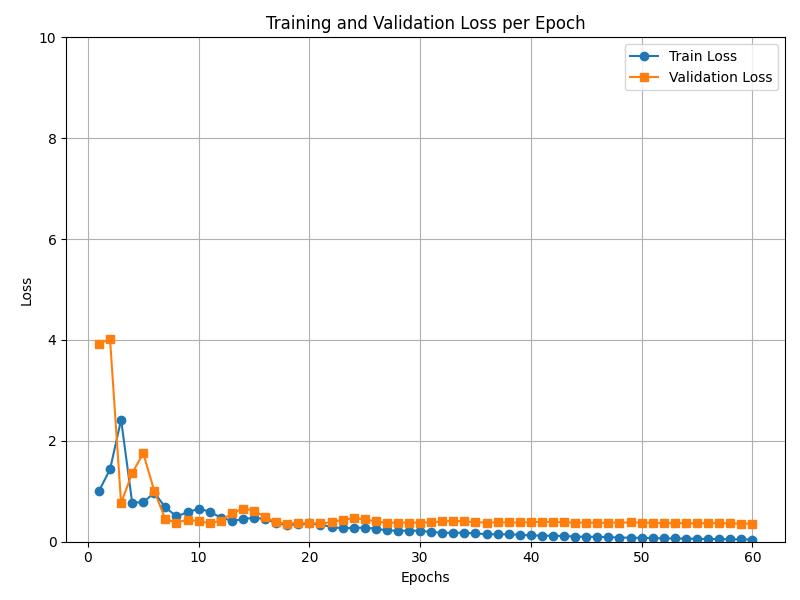 Training and Validation Loss per Epoch
Train Loss
Validation Loss
10
8
6
4
2
0
Loss
0 10 20 30 40 50 60
Epochs